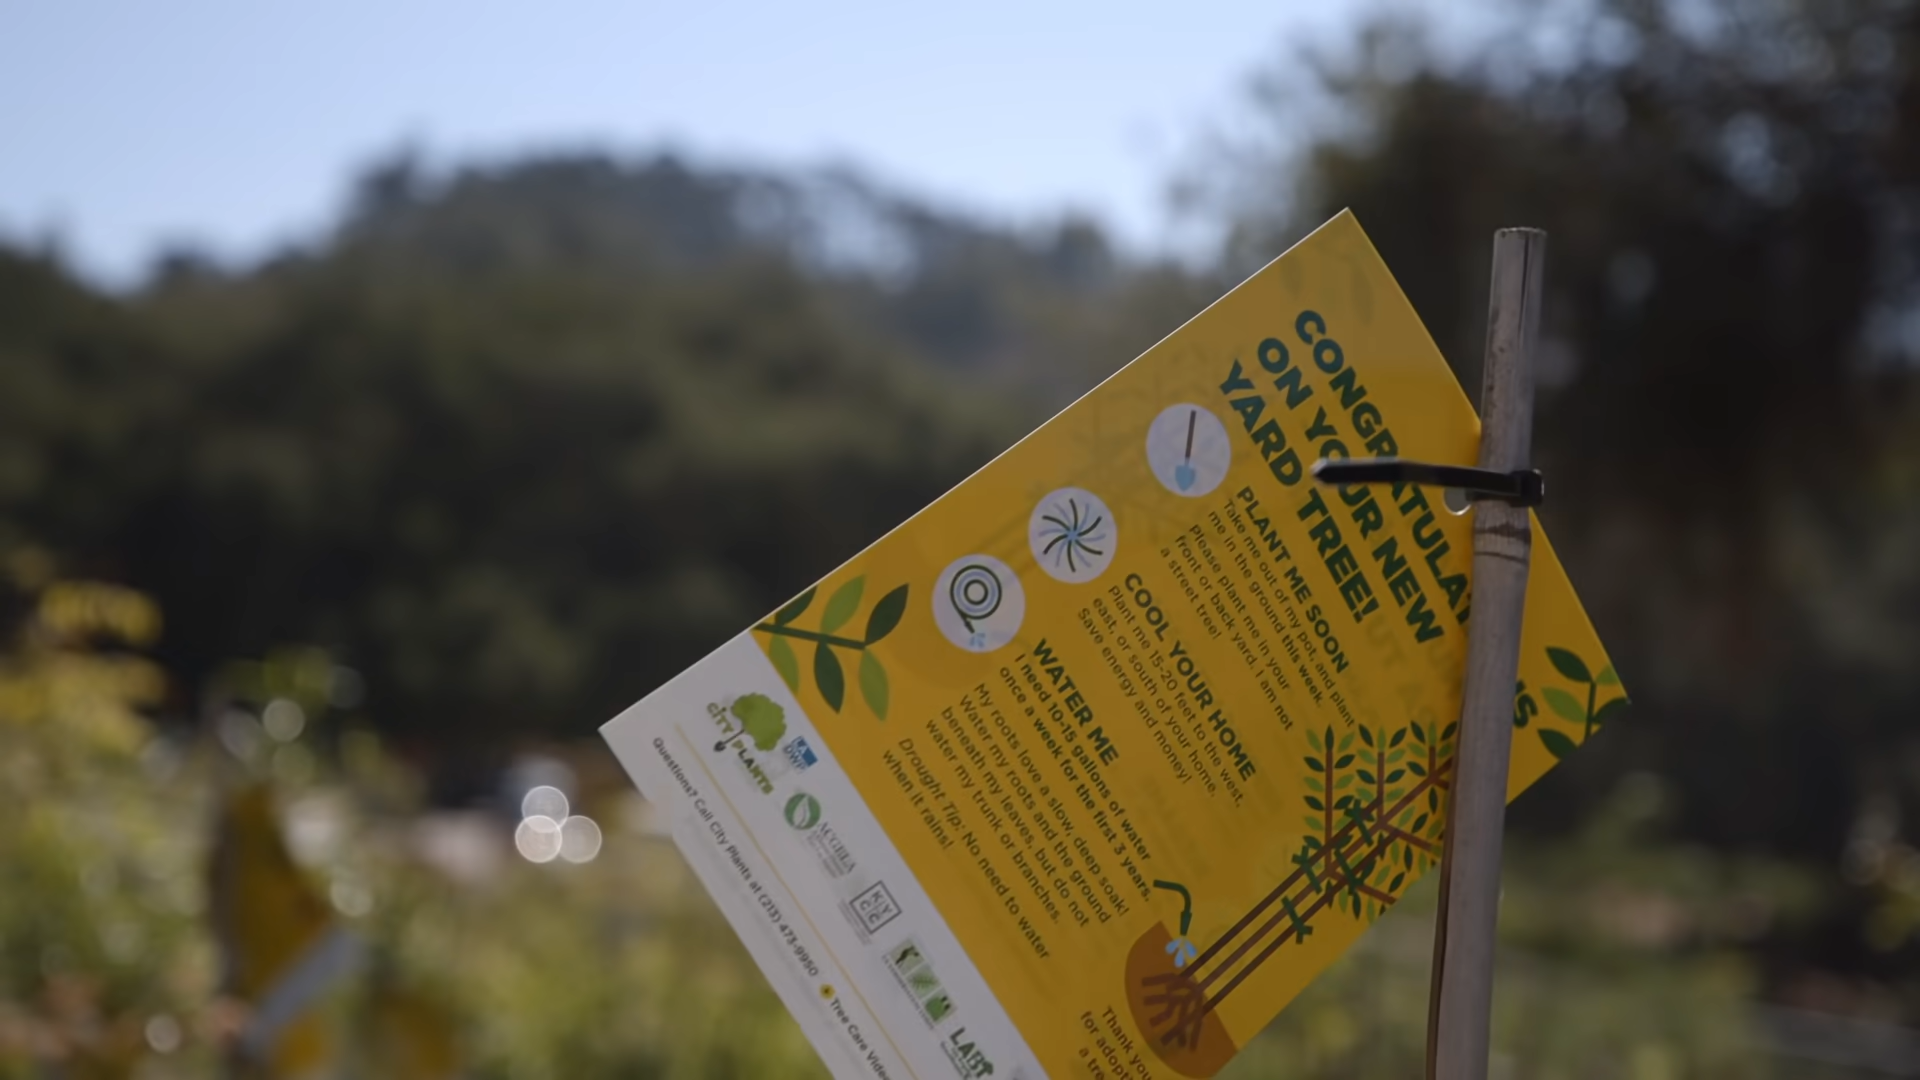 CONGRATULATIONS
ON YOUR NEW
YARD TREE!
PLANT ME SOON
Take me out of my pot, and plant
me in the ground this week.
Please plant me in your
front or back yard. I am not
a street tree!
COOL YOUR HOME
Plant me 15-20 feet to the west,
east, or south of your home.
Save energy and money!
WATER ME
I need 10-15 gallons of water
once a week for the first 3 years.
My roots love a slow, deep soak!
Water my roots and the ground
beneath my leaves, but do not
water my trunk or branches.
Drought Tip: No need to water
when it rains!
Thank you
for adopti
a tre
CITY PLANTS
LA
DWP
KY
CC
Questions? Call City Plants at (213) 473-9950
Tree Care Video